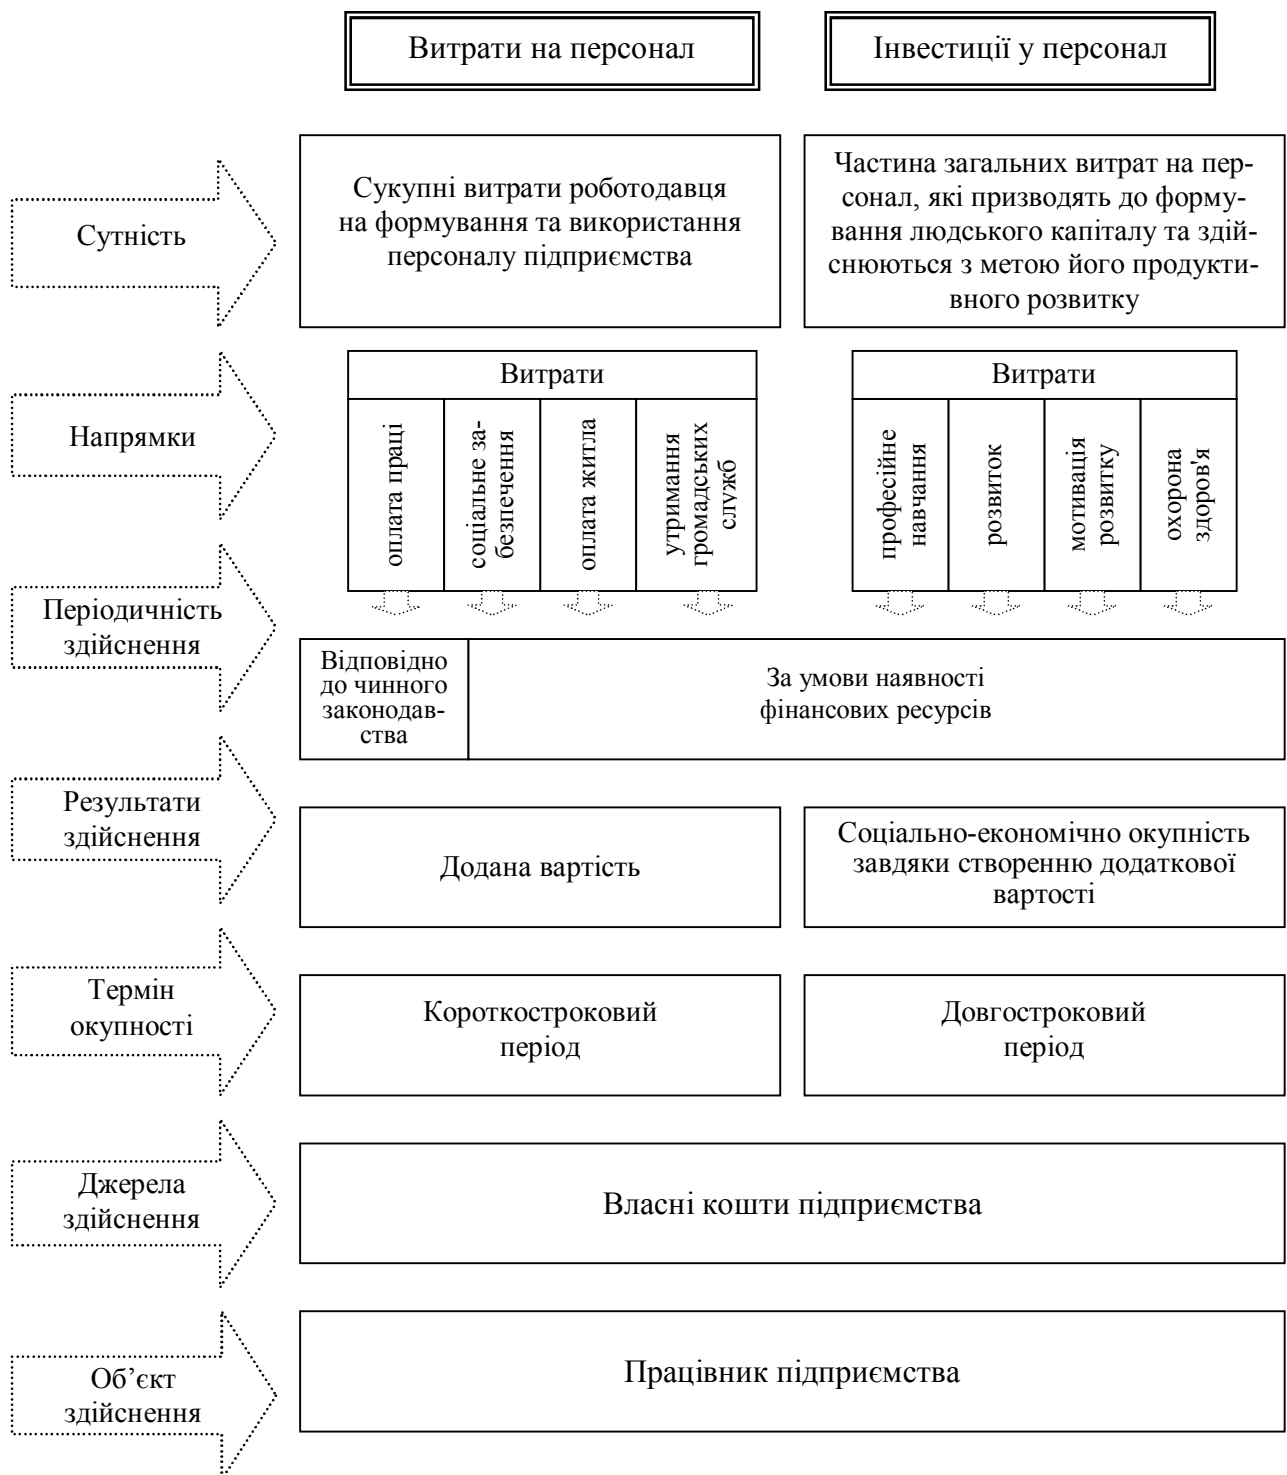 Витрати на персонал
Інвестиції у персонал
Сутність
Сукупні витрати роботодавця
на формування та використання
персоналу підприємства
Частина загальних витрат на пер-
сонал, які призводять до форму-
вання людського капіталу та здій-
снюються з метою його продукти-
вного розвитку
Напрямки
Витрати
оплата праці
соціальне за-
безпечення
оплата житла
утримання
громадських
служб
Витрати
професійне
навчання
розвиток
мотивація
розвитку
охорона
здоров'я
Періодичність
здійснення
Відповідно
до чинного
законодав-
ства
За умови наявності
фінансових ресурсів
Результати
здійснення
Додана вартість
Соціально-економічно окупність
завдяки створенню додаткової
вартості
Термін
окупності
Короткостроковий
період
Довгостроковий
період
Джерела
здійснення
Власні кошти підприємства
Об’єкт
здійснення
Працівник підприємства